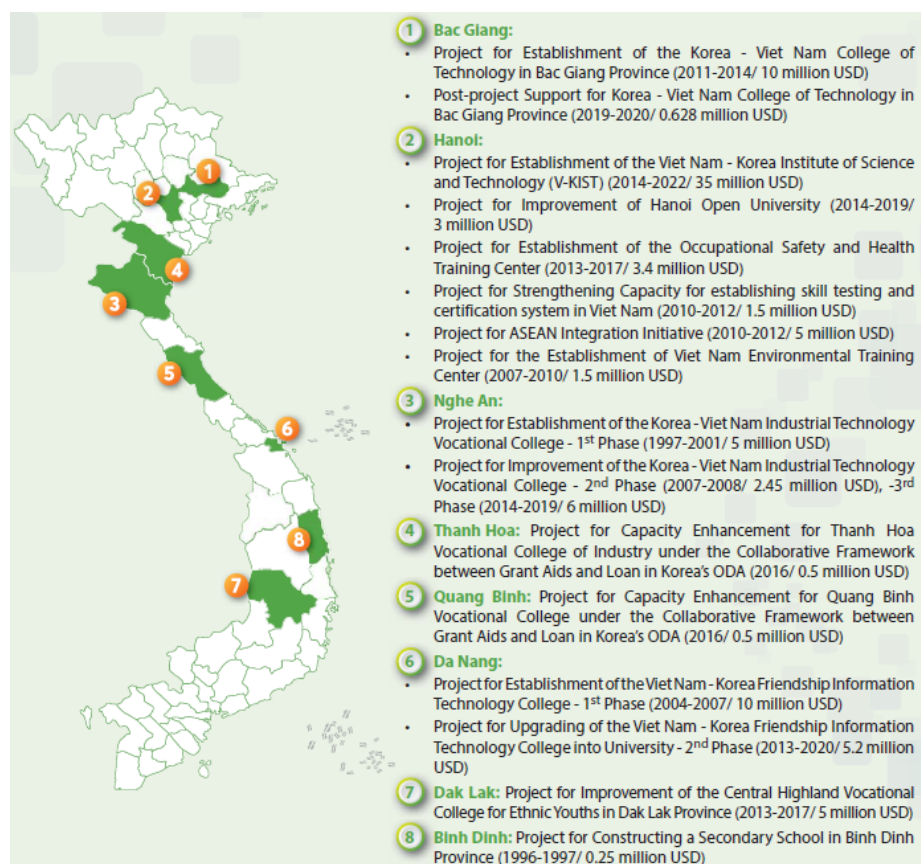 1 Bac Giang:
• Project for Establishment of the Korea - Viet Nam College of
Technology in Bac Giang Province (2011-2014/ 10 million USD)
• Post-project Support for Korea - Viet Nam College of Technology in
Bac Giang Province (2019-2020/ 0.628 million USD)
2 Hanoi:
• Project for Establishment of the Viet Nam - Korea Institute of Science
and Technology (V-KIST) (2014-2022/ 35 million USD)
• Project for Improvement of Hanoi Open University (2014-2019/
3 million USD)
• Project for Establishment of the Occupational Safety and Health
Training Center (2013-2017/ 3.4 million USD)
• Project for Strengthening Capacity for establishing skill testing and
certification system in Viet Nam (2010-2012/ 1.5 million USD)
• Project for ASEAN Integration Initiative (2010-2012/ 5 million USD)
• Project for the Establishment of Viet Nam Environmental Training
Center (2007-2010/ 1.5 million USD)
3 Nghe An:
• Project for Establishment of the Korea - Viet Nam Industrial Technology
Vocational College - 1st Phase (1997-2001/ 5 million USD)
• Project for Improvement of the Korea - Viet Nam Industrial Technology
Vocational College - 2nd Phase (2007-2008/ 2.45 million USD), -3rd
Phase (2014-2019/ 6 million USD)
4 Thanh Hoa: Project for Capacity Enhancement for Thanh Hoa
Vocational College of Industry under the Collaborative Framework
between Grant Aids and Loan in Korea's ODA (2016/ 0.5 million USD)
5 Quang Binh: Project for Capacity Enhancement for Quang Binh
Vocational College under the Collaborative Framework between
Grant Aids and Loan in Korea's ODA (2016/ 0.5 million USD)
6 Da Nang:
• Project for Establishment of the Viet Nam - Korea Friendship Information
Technology College - 1st Phase (2004-2007/ 10 million USD)
• Project for Upgrading of the Viet Nam - Korea Friendship Information
Technology College into University - 2nd Phase (2013-2020/ 5.2 million
USD)
7 Dak Lak: Project for Improvement of the Central Highland Vocational
College for Ethnic Youths in Dak Lak Province (2013-2017/ 5 million USD)
8 Binh Dinh: Project for Constructing a Secondary School in Binh Dinh
Province (1996-1997/ 0.25 million USD)
1
2
4
3
5
6
8
7